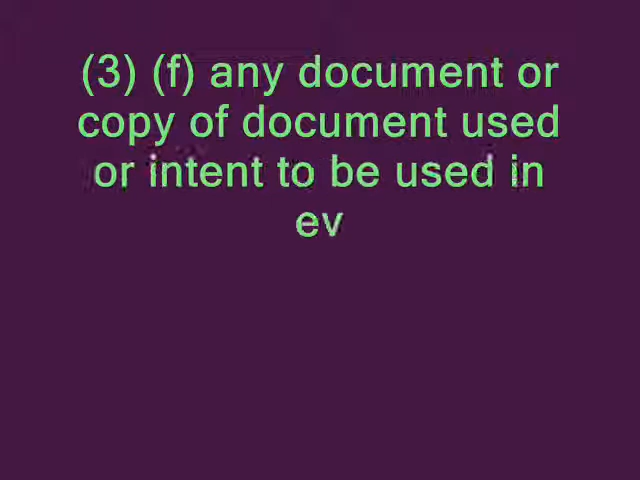 (3) (f) any document or
copy of document used
or intent to be used in
ev